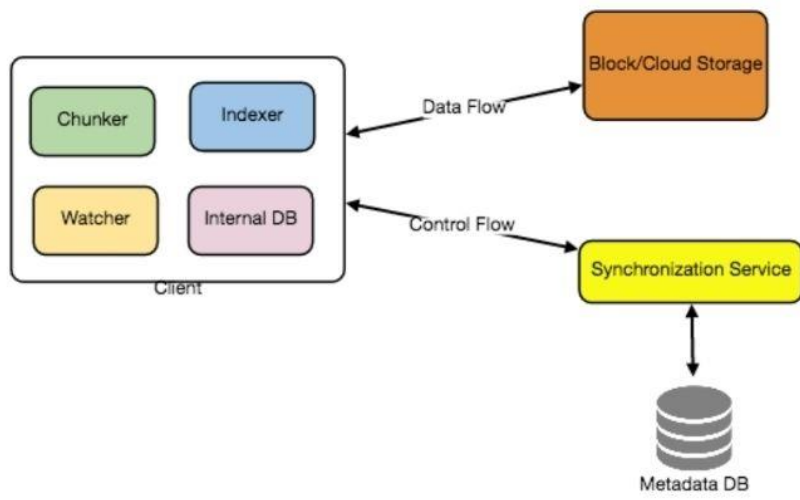 Block/Cloud Storage
Chunker
Indexer
Data Flow
Watcher
Internal DB
Control Flow
Client
Synchronization Service
Metadata DB